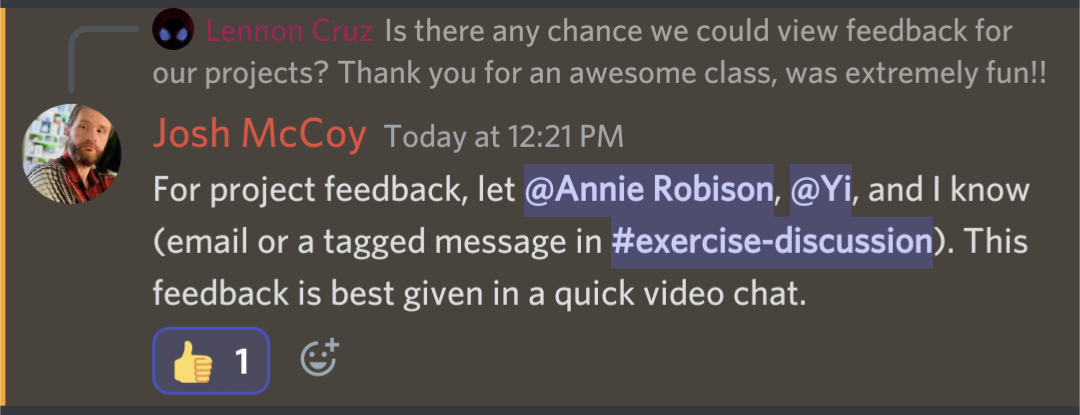 Lennon Cruz Is there any chance we could view feedback for
our projects? Thank you for an awesome class, was extremely fun!!
Josh McCoy Today at 12:21 PM
For project feedback, let @Annie Robison, @Yi, and I know
(email or a tagged message in #exercise-discussion). This
feedback is best given in a quick video chat.
1